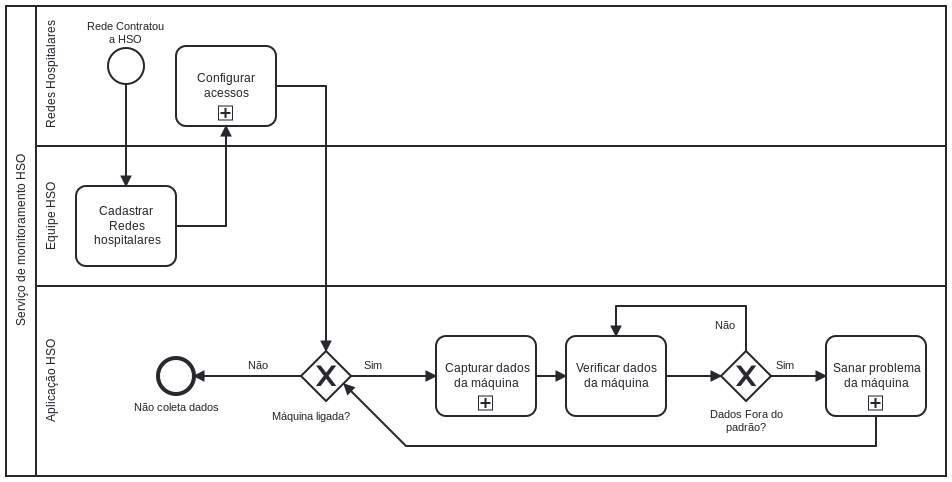 Serviço de monitoramento HSO
Redes Hospitalares
Rede Contratou
a HSO
Configurar
acessos
Equipe HSO
Cadastrar
Redes
hospitalares
Aplicação HSO
Não coleta dados
Não
Máquina ligada?
Sim
Capturar dados
da máquina
Verificar dados
da máquina
Não
Dados Fora do
padrão?
Sim
Sanar problema
da máquina